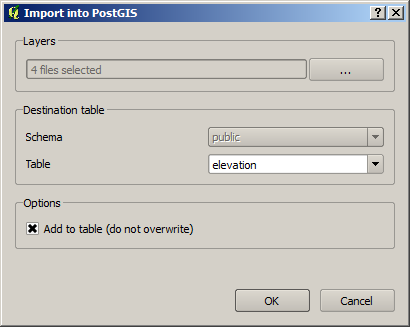 Import into PostGIS
Layers
4 files selected
...
Destination table
Schema
public
Table
elevation
Options
Add to table (do not overwrite)
OK
Cancel